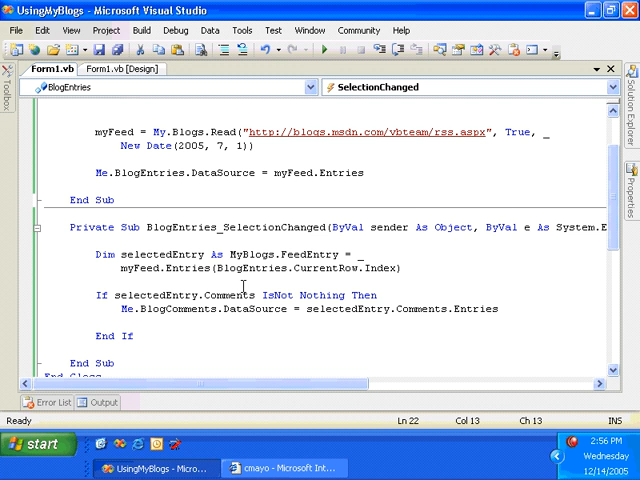 UsingMyBlogs - Microsoft Visual Studio
File Edit View Project Build Debug Data Tools Window Community Help
Form1.vb Form1.vb [Design]
BlogEntries SelectionChanged
myFeed = My.Blogs.Read("http://blogs.msdn.com/vbteam/rss.aspx", True, _
New Date(2005, 7, 1))
Me.BlogEntries.DataSource = myFeed.Entries
End Sub
Private Sub BlogEntries_SelectionChanged(ByVal sender As Object, ByVal e As System.E
Dim selectedEntry As MyBlogs.FeedEntry = _
myFeed.Entries(BlogEntries.CurrentRow.Index)
If selectedEntry.Comments IsNot Nothing Then
Me.BlogComments.DataSource = selectedEntry.Comments.Entries
End If
End Sub
End Class
Toolbox
Solution Explorer
Properties
Error List Output
Ready Ln 22 Col 13 Ch 13 INS
start
UsingMyBlogs - Micro... cmayo - Microsoft Int...
2:56 PM
Wednesday
12/14/2005